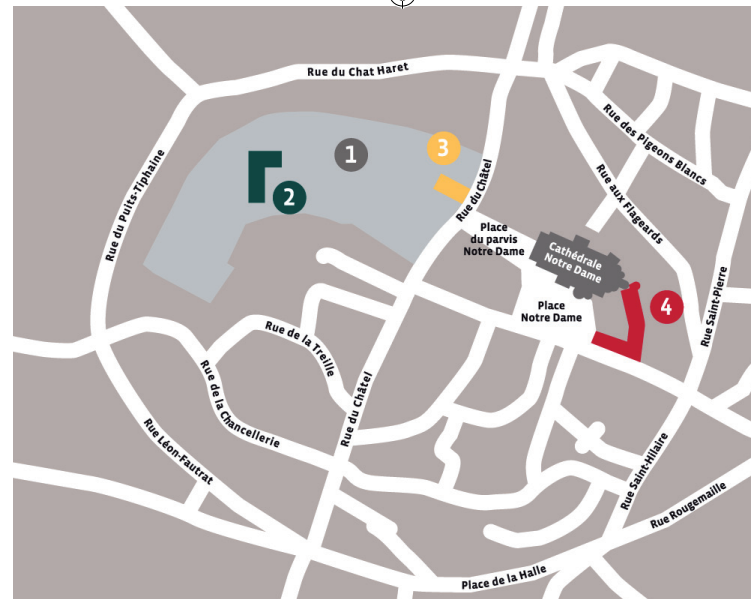 Rue du Chat Haret
Rue des Pigeons Blancs
Rue du Puits-Tiphaine
1
3
2
Rue du Châtel
Rue aux Flageards
Place
du parvis
Notre Dame
Cathédrale
Notre Dame
Place
Notre Dame
4
Rue Saint-Pierre
Rue de la Treille
Rue de la Chancellerie
Rue du Châtel
Rue Léon-Fautrat
Rue Saint-Hilaire
Rue Rougemaille
Place de la Halle